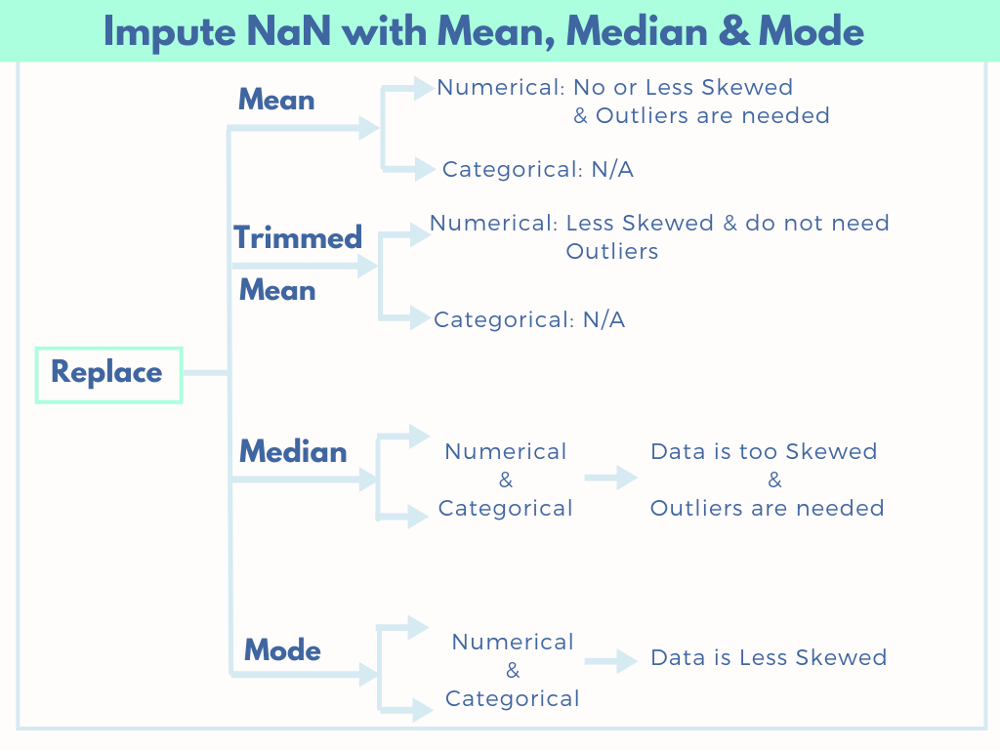 Impute NaN with Mean, Median & Mode
Mean
Numerical: No or Less Skewed
& Outliers are needed
Categorical: N/A
Trimmed
Mean
Numerical: Less Skewed & do not need
Outliers
Categorical: N/A
Replace
Median
Numerical
&
Categorical
Data is too Skewed
&
Outliers are needed
Mode
Numerical
&
Categorical
Data is Less Skewed